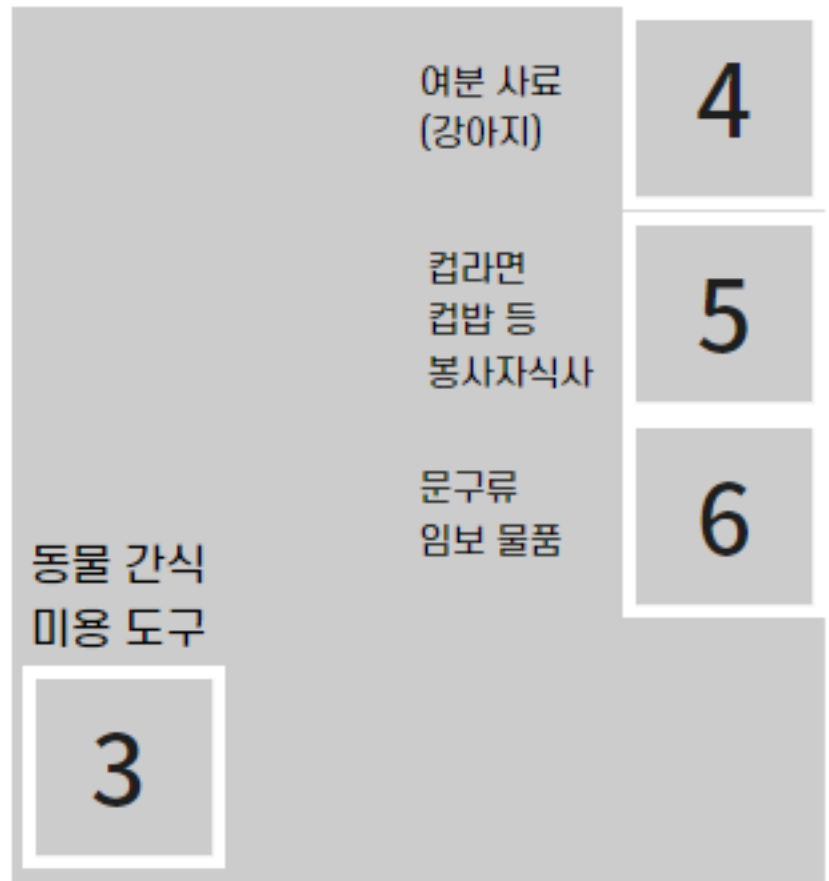 여분 사료
(강아지)
4
컵라면
컵밥 등
봉사자식사
5
문구류
임보 물품
6
동물 간식
미용 도구
3